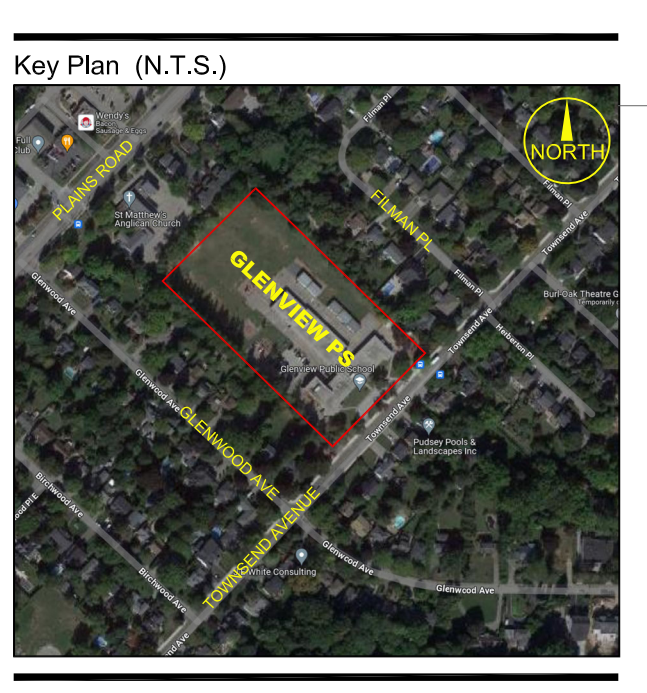 Key Plan (N.T.S.)
Wendy's
Bacon,
Sausage & Eggs
Full
Club
PLAINS ROAD
St Matthew's
Anglican Church
Filman Pl
NORTH
FILMAN PL
Filman Pl
Townsend Ave
Filman Pl
GLENVIEW PS
Glenview Public School
Glenwood Ave
Burl-Oak Theatre G
Temporarily c
Herberton Pl
Townsend Ave
Townsend Ave
Glenwood Ave
GLENWOOD AVE
Pudsey Pools &
Landscapes Inc
Birchwood Ave
ood Pl E
TOWNSEND AVENUE
White Consulting
Glenwood Ave
Glenwood Ave
Birchwood Ave
nd Ave